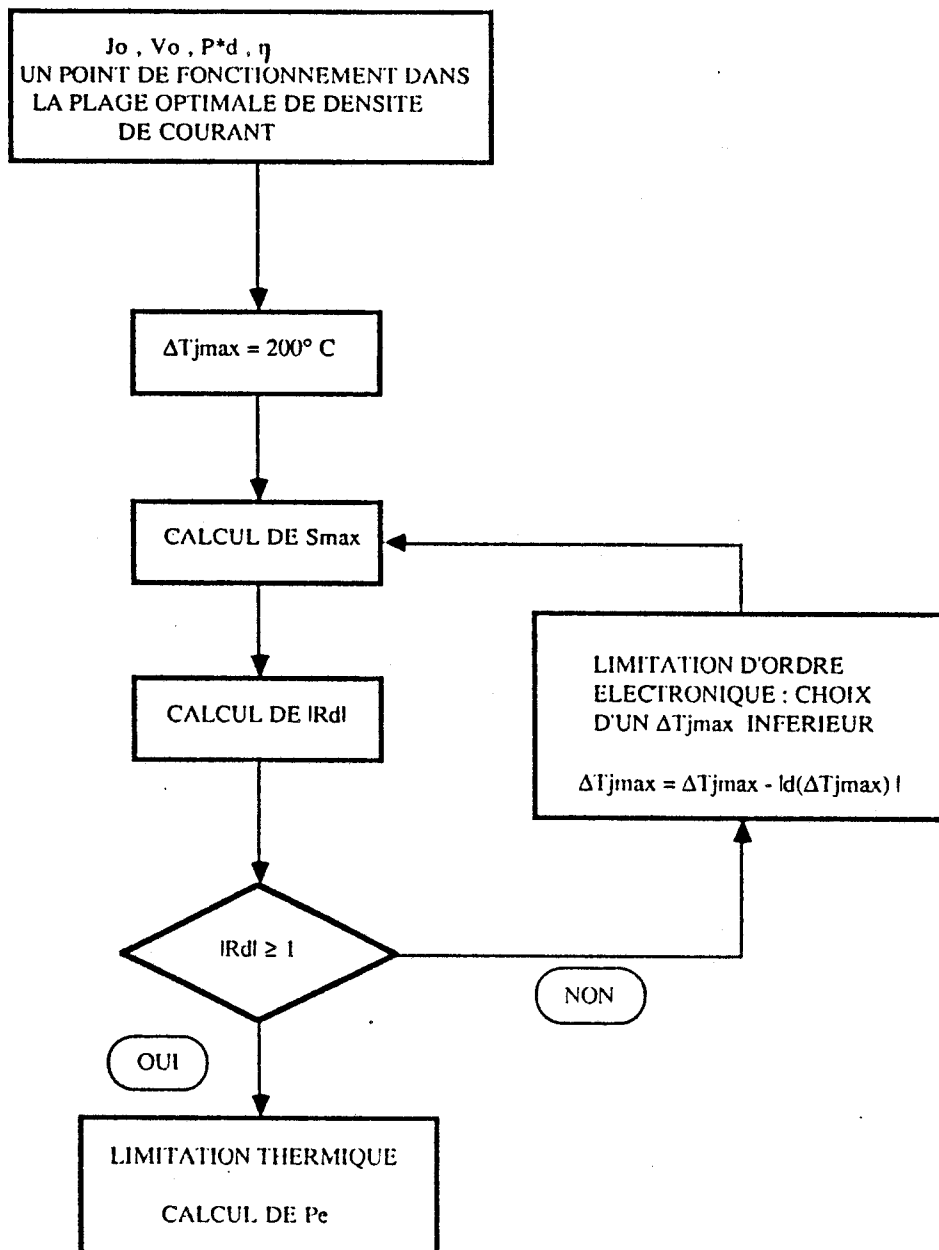 Jo , Vo , P*d , η
UN POINT DE FONCTIONNEMENT DANS
LA PLAGE OPTIMALE DE DENSITE
DE COURANT
ΔTjmax = 200° C
CALCUL DE Smax
CALCUL DE |Rd|
LIMITATION D'ORDRE
ELECTRONIQUE : CHOIX
D'UN ΔTjmax INFERIEUR
ΔTjmax = ΔTjmax - |d(ΔTjmax) |
|Rd| ≥ 1
NON
OUI
LIMITATION THERMIQUE
CALCUL DE Pe